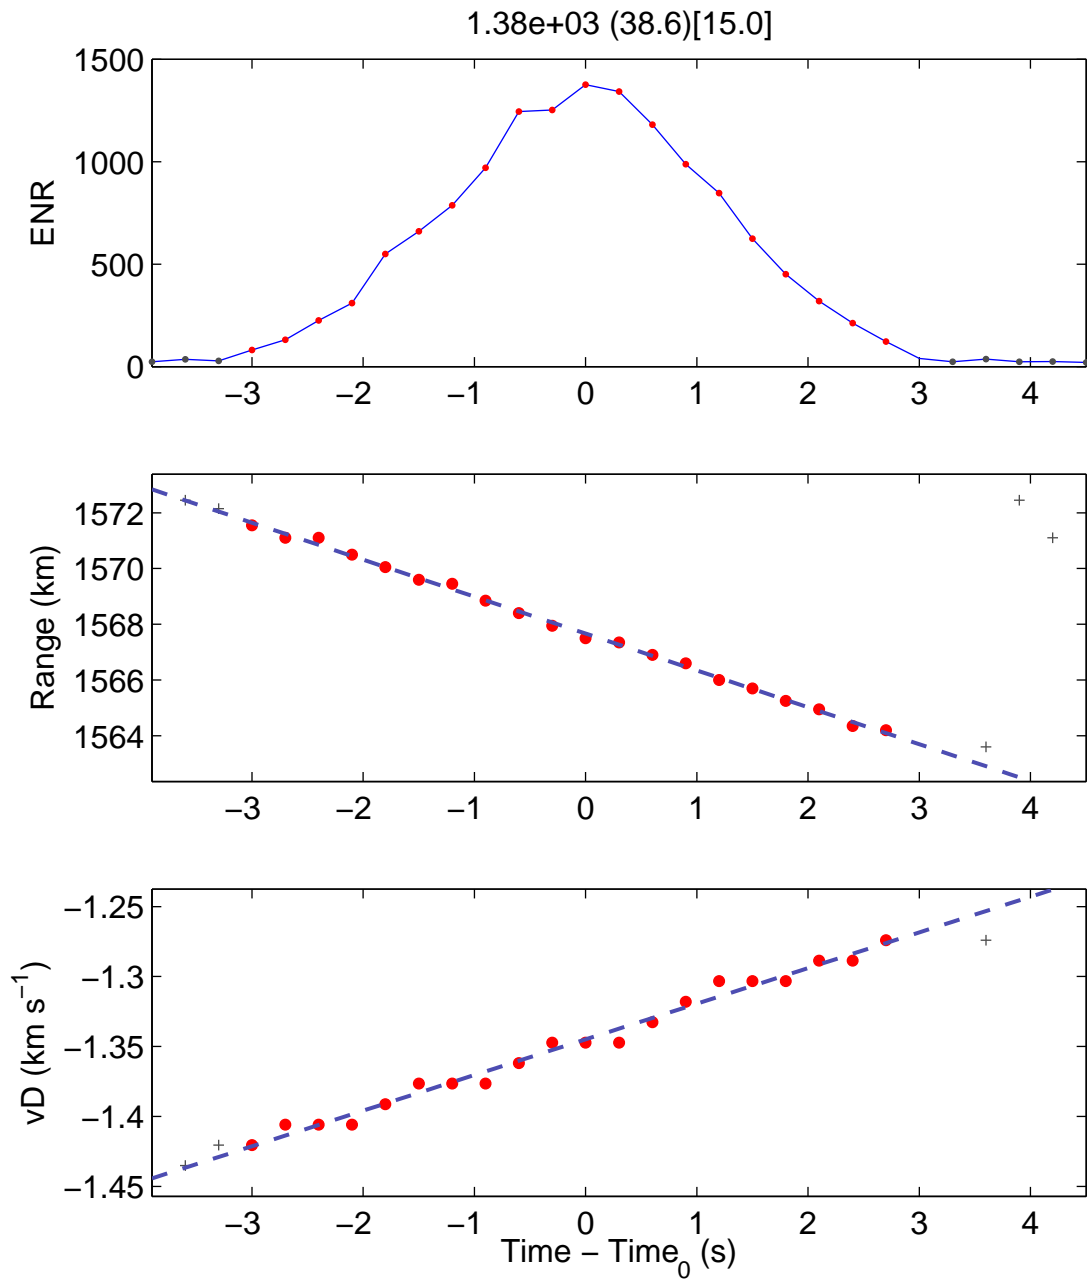 1.38e+03 (38.6)[15.0]
1500
1000
500
0
ENR
−3 −2 −1 0 1 2 3 4
1572
1570
1568
1566
1564
Range (km)
−3 −2 −1 0 1 2 3 4
−1.25
−1.3
−1.35
−1.4
−1.45
vD (km s⁻¹)
−3 −2 −1 0 1 2 3 4
Time − Time₀ (s)